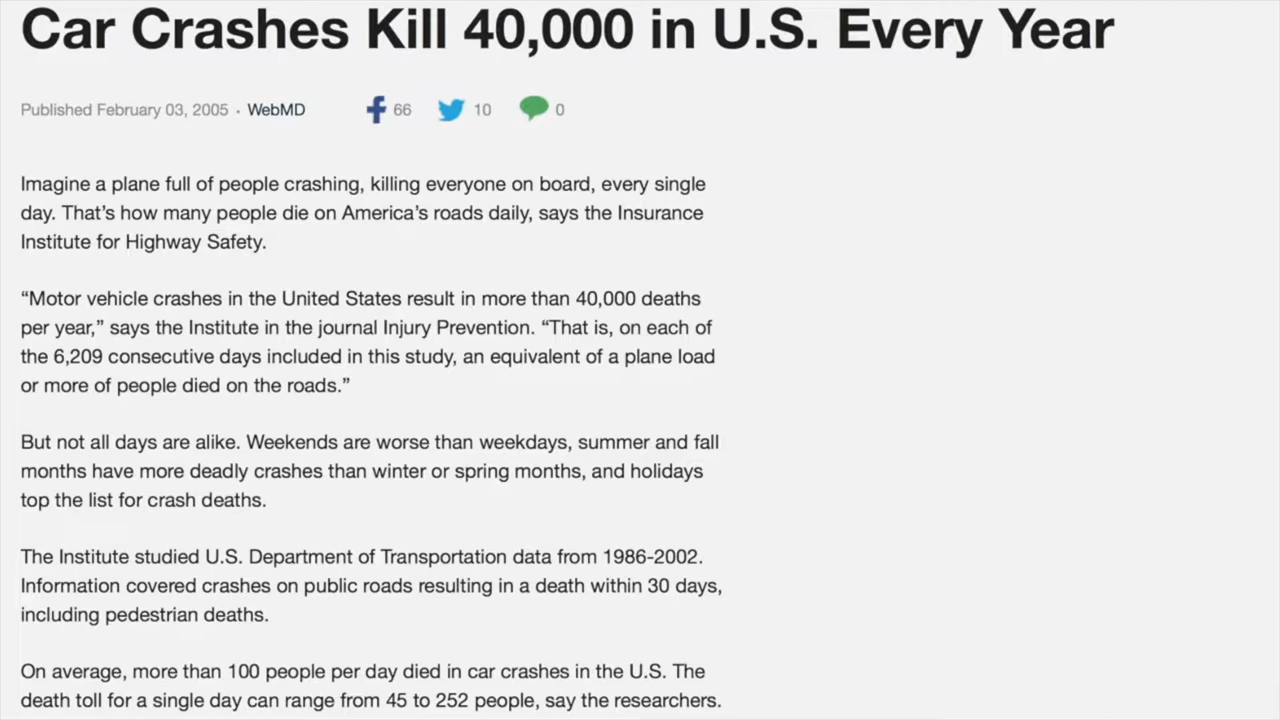 Car Crashes Kill 40,000 in U.S. Every Year
Published February 03, 2005 · WebMD 66 10 0
Imagine a plane full of people crashing, killing everyone on board, every single
day. That’s how many people die on America’s roads daily, says the Insurance
Institute for Highway Safety.
“Motor vehicle crashes in the United States result in more than 40,000 deaths
per year,” says the Institute in the journal Injury Prevention. “That is, on each of
the 6,209 consecutive days included in this study, an equivalent of a plane load
or more of people died on the roads.”
But not all days are alike. Weekends are worse than weekdays, summer and fall
months have more deadly crashes than winter or spring months, and holidays
top the list for crash deaths.
The Institute studied U.S. Department of Transportation data from 1986-2002.
Information covered crashes on public roads resulting in a death within 30 days,
including pedestrian deaths.
On average, more than 100 people per day died in car crashes in the U.S. The
death toll for a single day can range from 45 to 252 people, say the researchers.